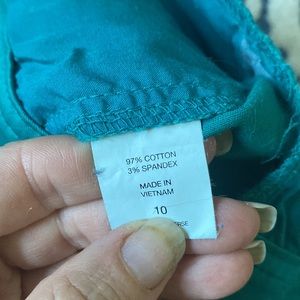 97% COTTON
3% SPANDEX
MADE IN
VIETNAM
10